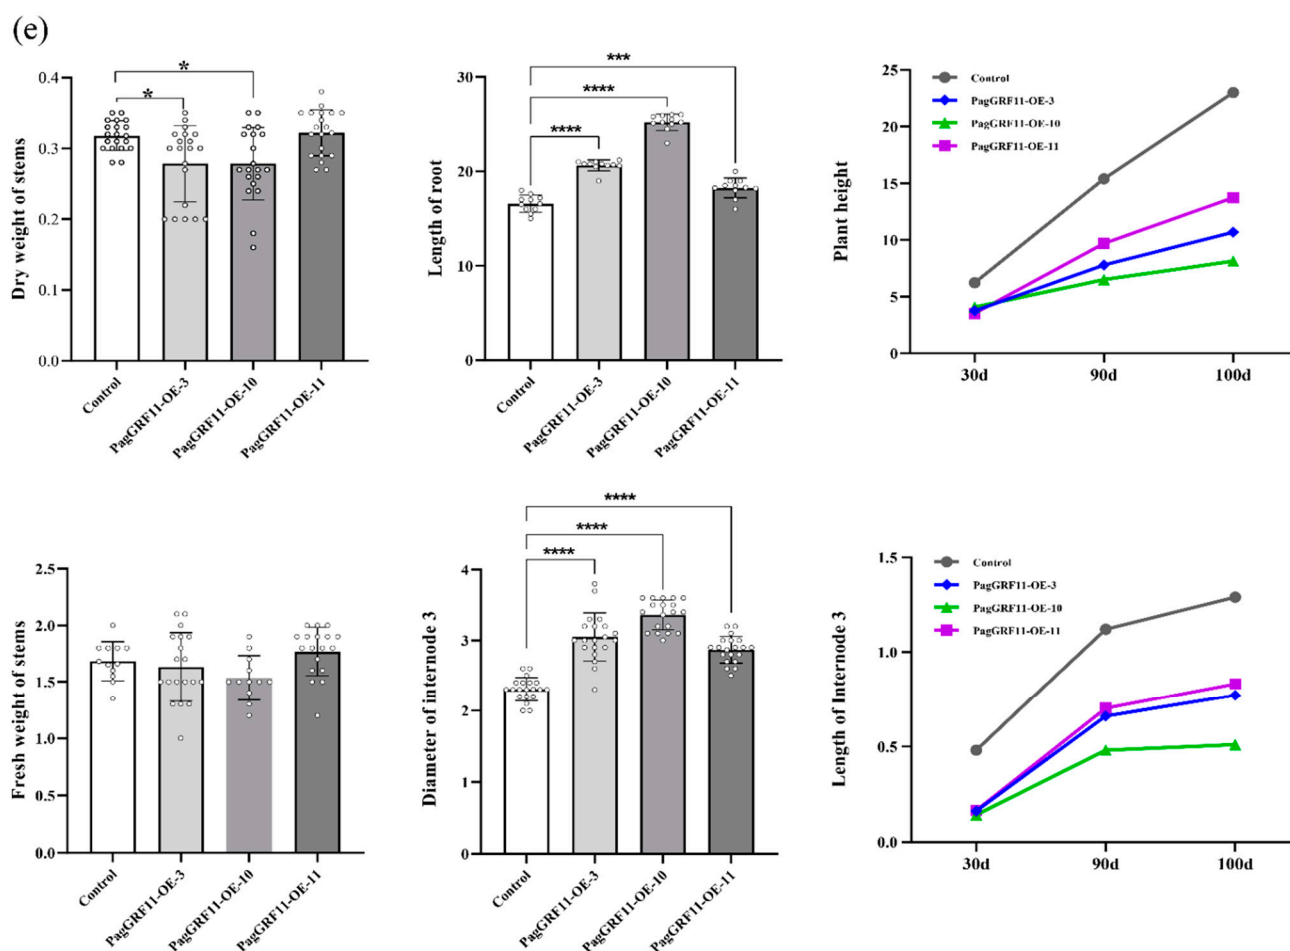 (e)
Dry weight of stems
0.4
0.3
0.2
0.1
0.0
*
*
Control
PagGRF11-OE-3
PagGRF11-OE-10
PagGRF11-OE-11
Length of root
30
20
10
0
***
****
****
Control
PagGRF11-OE-3
PagGRF11-OE-10
PagGRF11-OE-11
Plant height
25
20
15
10
5
0
Control
PagGRF11-OE-3
PagGRF11-OE-10
PagGRF11-OE-11
30d
90d
100d
Fresh weight of stems
2.5
2.0
1.5
1.0
0.5
0.0
Control
PagGRF11-OE-3
PagGRF11-OE-10
PagGRF11-OE-11
Diameter of internode 3
4
3
2
1
0
****
****
****
Control
PagGRF11-OE-3
PagGRF11-OE-10
PagGRF11-OE-11
Length of Internode 3
1.5
1.0
0.5
0.0
Control
PagGRF11-OE-3
PagGRF11-OE-10
PagGRF11-OE-11
30d
90d
100d